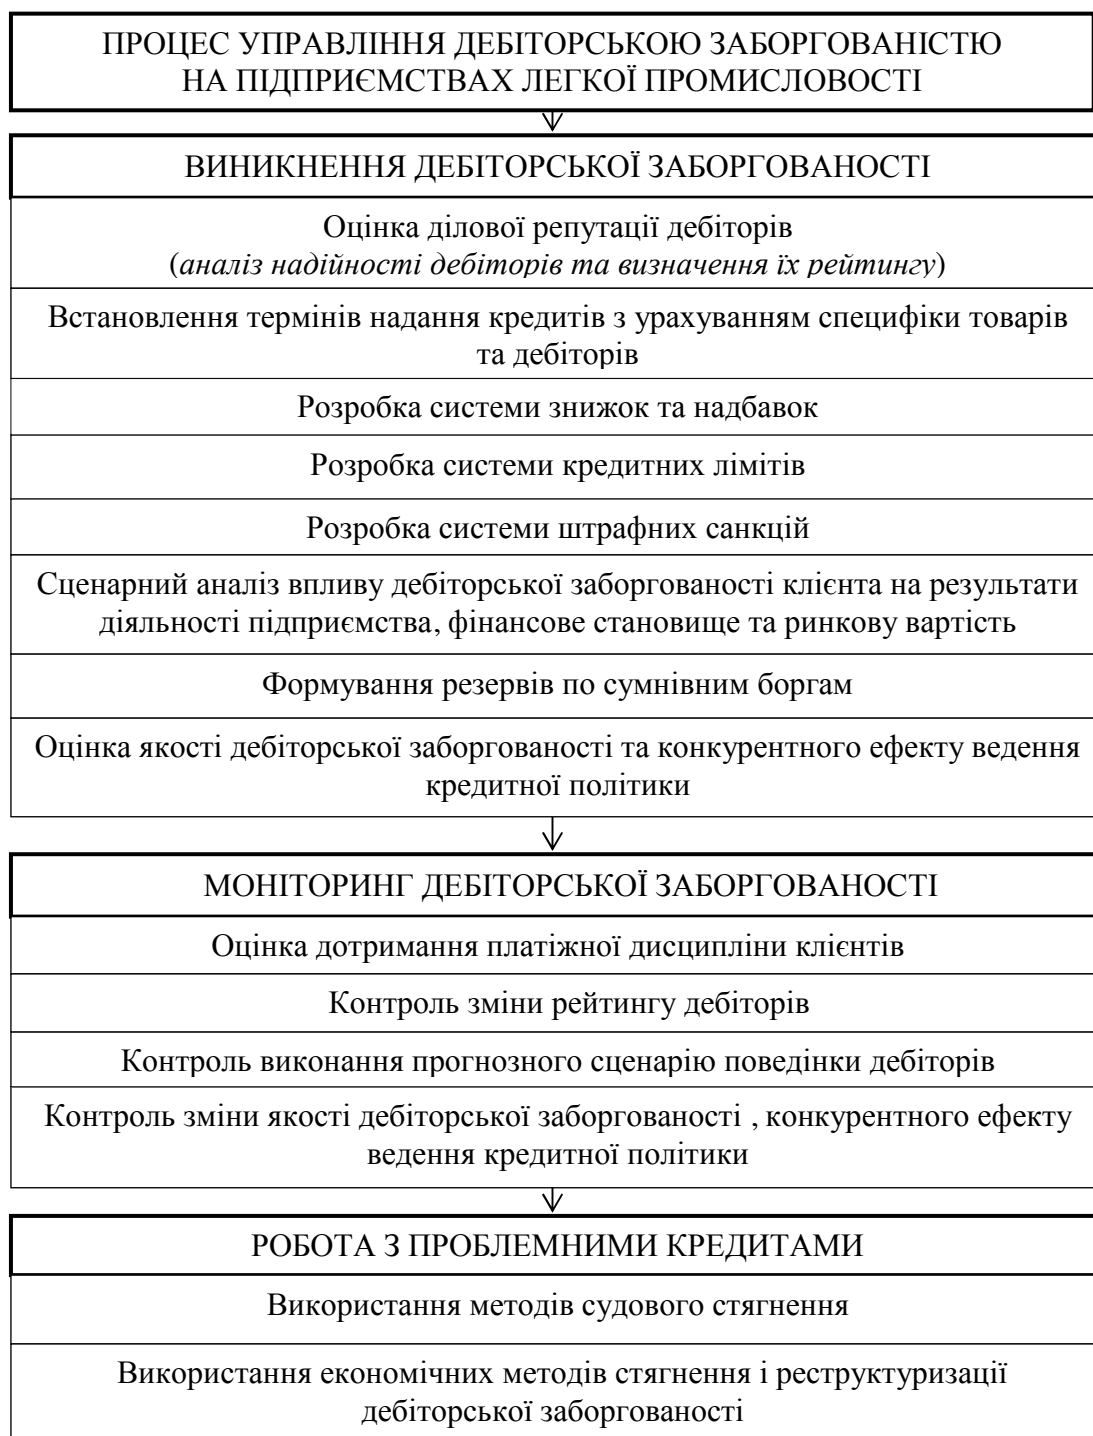 ПРОЦЕС УПРАВЛІННЯ ДЕБІТОРСЬКОЮ ЗАБОРГОВАНІСТЮ
НА ПІДПРИЄМСТВАХ ЛЕГКОЇ ПРОМИСЛОВОСТІ
ВИНИКНЕННЯ ДЕБІТОРСЬКОЇ ЗАБОРГОВАНОСТІ
Оцінка ділової репутації дебіторів
(аналіз надійності дебіторів та визначення їх рейтингу)
Встановлення термінів надання кредитів з урахуванням специфіки товарів
та дебіторів
Розробка системи знижок та надбавок
Розробка системи кредитних лімітів
Розробка системи штрафних санкцій
Сценарний аналіз впливу дебіторської заборгованості клієнта на результати
діяльності підприємства, фінансове становище та ринкову вартість
Формування резервів по сумнівним боргам
Оцінка якості дебіторської заборгованості та конкурентного ефекту ведення
кредитної політики
МОНІТОРИНГ ДЕБІТОРСЬКОЇ ЗАБОРГОВАНОСТІ
Оцінка дотримання платіжної дисципліни клієнтів
Контроль зміни рейтингу дебіторів
Контроль виконання прогнозного сценарію поведінки дебіторів
Контроль зміни якості дебіторської заборгованості , конкурентного ефекту
ведення кредитної політики
РОБОТА З ПРОБЛЕМНИМИ КРЕДИТАМИ
Використання методів судового стягнення
Використання економічних методів стягнення і реструктуризації
дебіторської заборгованості